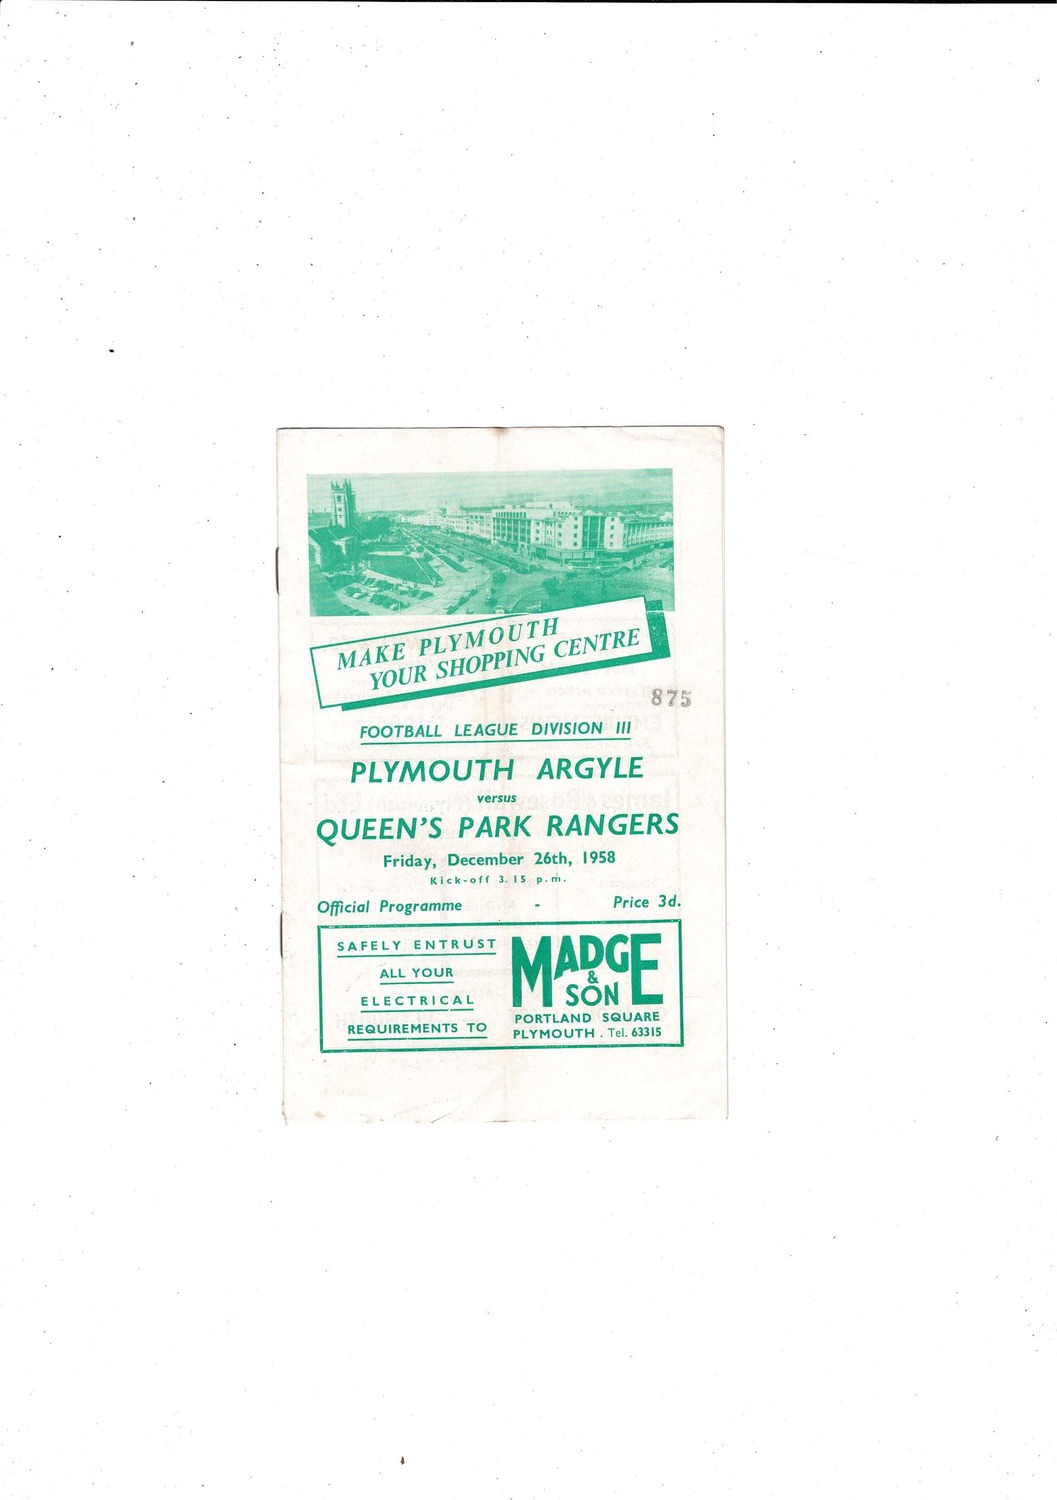 MAKE PLYMOUTH
YOUR SHOPPING CENTRE
875
FOOTBALL LEAGUE DIVISION III
PLYMOUTH ARGYLE
versus
QUEEN'S PARK RANGERS
Friday, December 26th, 1958
Kick-off 3.15 p.m.
Official Programme - Price 3d.
SAFELY ENTRUST
ALL YOUR
ELECTRICAL
REQUIREMENTS TO
MADGE
&
SON
PORTLAND SQUARE
PLYMOUTH . Tel. 63315